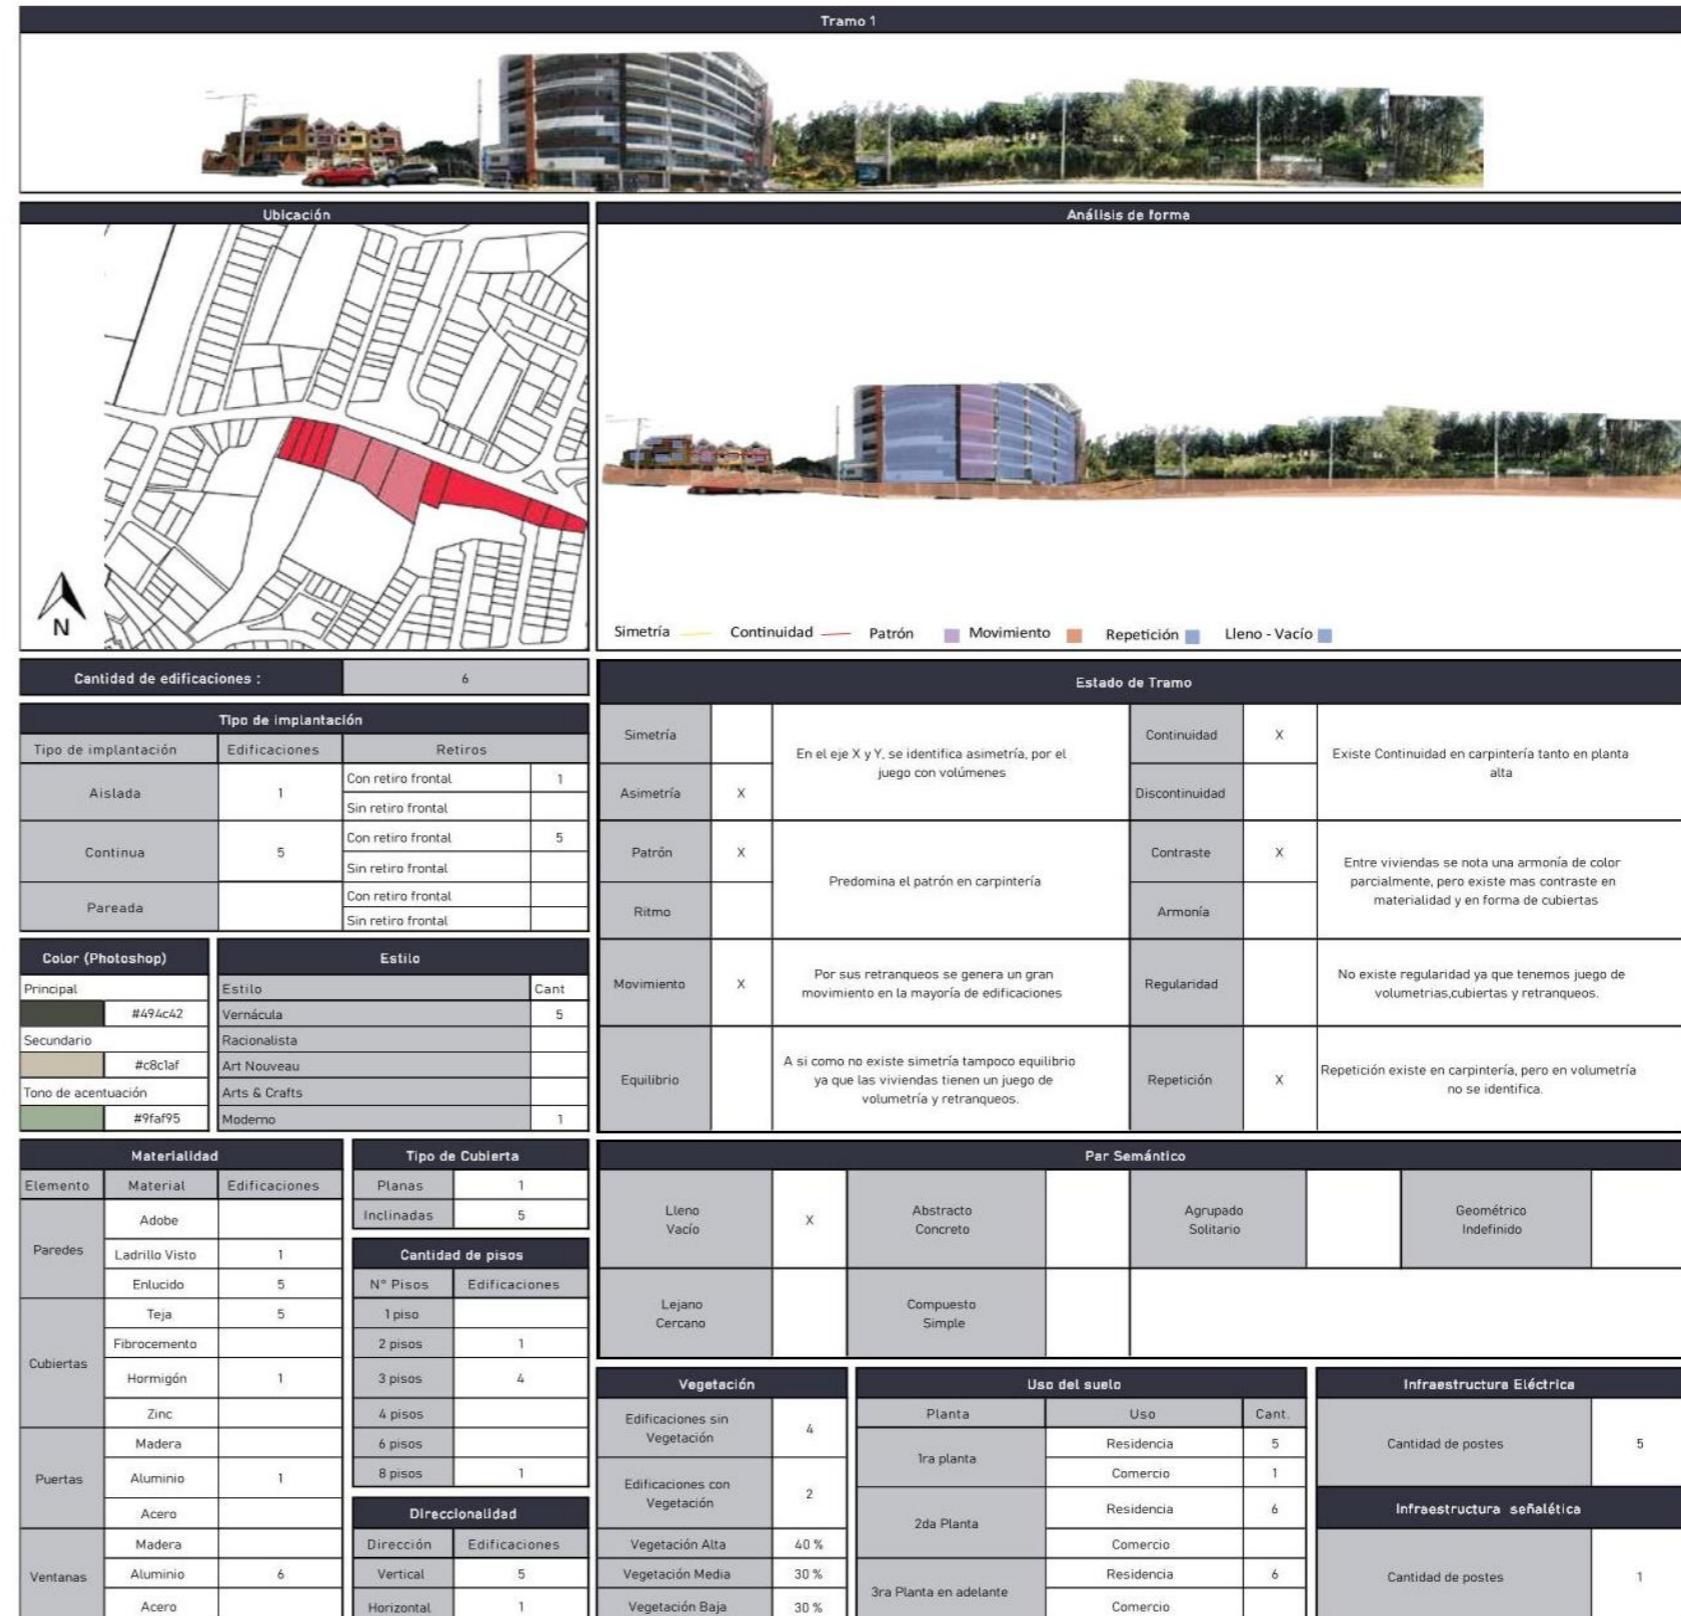 Tramo 1
Ubicación
N
Análisis de forma
Simetría Continuidad Patrón Movimiento Repetición Lleno - Vacío
Cantidad de edificaciones : 6
Tipo de implantación
Tipo de implantación Edificaciones Retiros
Aislada 1 Con retiro frontal 1
Sin retiro frontal
Continua 5 Con retiro frontal 5
Sin retiro frontal
Pareada Con retiro frontal
Sin retiro frontal
Color (Photoshop)
Principal
#494c42
Secundario
#c8c1af
Tono de acentuación
#9faf95
Estilo
Estilo Cant
Vernácula 5
Racionalista
Art Nouveau
Arts & Crafts
Moderno 1
Estado de Tramo
Simetría
Asimetría X
En el eje X y Y, se identifica asimetría, por el
juego con volúmenes
Continuidad X
Discontinuidad
Existe Continuidad en carpintería tanto en planta
alta
Patrón X
Ritmo
Predomina el patrón en carpintería
Contraste X
Armonía
Entre viviendas se nota una armonía de color
parcialmente, pero existe mas contraste en
materialidad y en forma de cubiertas
Movimiento X
Por sus retranqueos se genera un gran
movimiento en la mayoría de edificaciones
Regularidad
No existe regularidad ya que tenemos juego de
volumetrias,cubiertas y retranqueos.
Equilibrio
A si como no existe simetría tampoco equilibrio
ya que las viviendas tienen un juego de
volumetría y retranqueos.
Repetición X
Repetición existe en carpintería, pero en volumetría
no se identifica.
Materialidad
Elemento Material Edificaciones
Paredes
Adobe
Ladrillo Visto 1
Enlucido 5
Cubiertas
Teja 5
Fibrocemento
Hormigón 1
Zinc
Puertas
Madera
Aluminio 1
Acero
Ventanas
Madera
Aluminio 6
Acero
Tipo de Cubierta
Planas 1
Inclinadas 5
Cantidad de pisos
N° Pisos Edificaciones
1 piso
2 pisos 1
3 pisos 4
4 pisos
6 pisos
8 pisos 1
Direccionalidad
Dirección Edificaciones
Vertical 5
Horizontal 1
Par Semántico
Lleno
Vacío
X
Abstracto
Concreto
Agrupado
Solitario
Geométrico
Indefinido
Lejano
Cercano
Compuesto
Simple
Vegetación
Edificaciones sin
Vegetación
4
Edificaciones con
Vegetación
2
Vegetación Alta 40 %
Vegetación Media 30 %
Vegetación Baja 30 %
Uso del suelo
Planta Uso Cant.
1ra planta
Residencia 5
Comercio 1
2da Planta
Residencia 6
Comercio
3ra Planta en adelante
Residencia 6
Comercio
Infraestructura Eléctrica
Cantidad de postes 5
Infraestructura señalética
Cantidad de postes 1